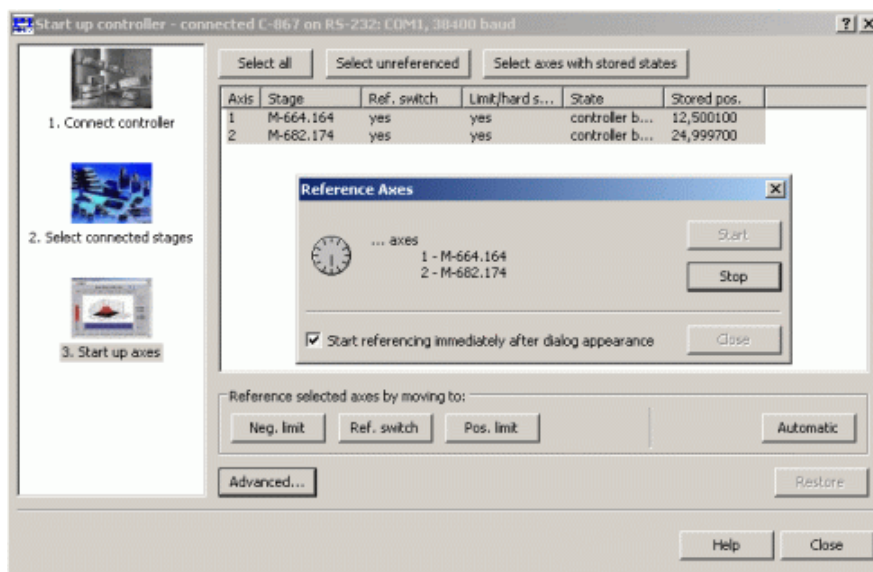 Start up controller - connected C-867 on RS-232: COM1, 38400 baud
1. Connect controller
2. Select connected stages
3. Start up axes
Select all Select unreferenced Select axes with stored states
Axis Stage Ref. switch Limit/hard s... State Stored pos.
1 M-664.164 yes yes controller b... 12,500100
2 M-682.174 yes yes controller b... 24,999700
Reference Axes
... axes
1 - M-664.164
2 - M-682.174
Start
Stop
Start referencing immediately after dialog appearance
Close
Reference selected axes by moving to:
Neg. limit Ref. switch Pos. limit Automatic
Advanced... Restore
Help Close